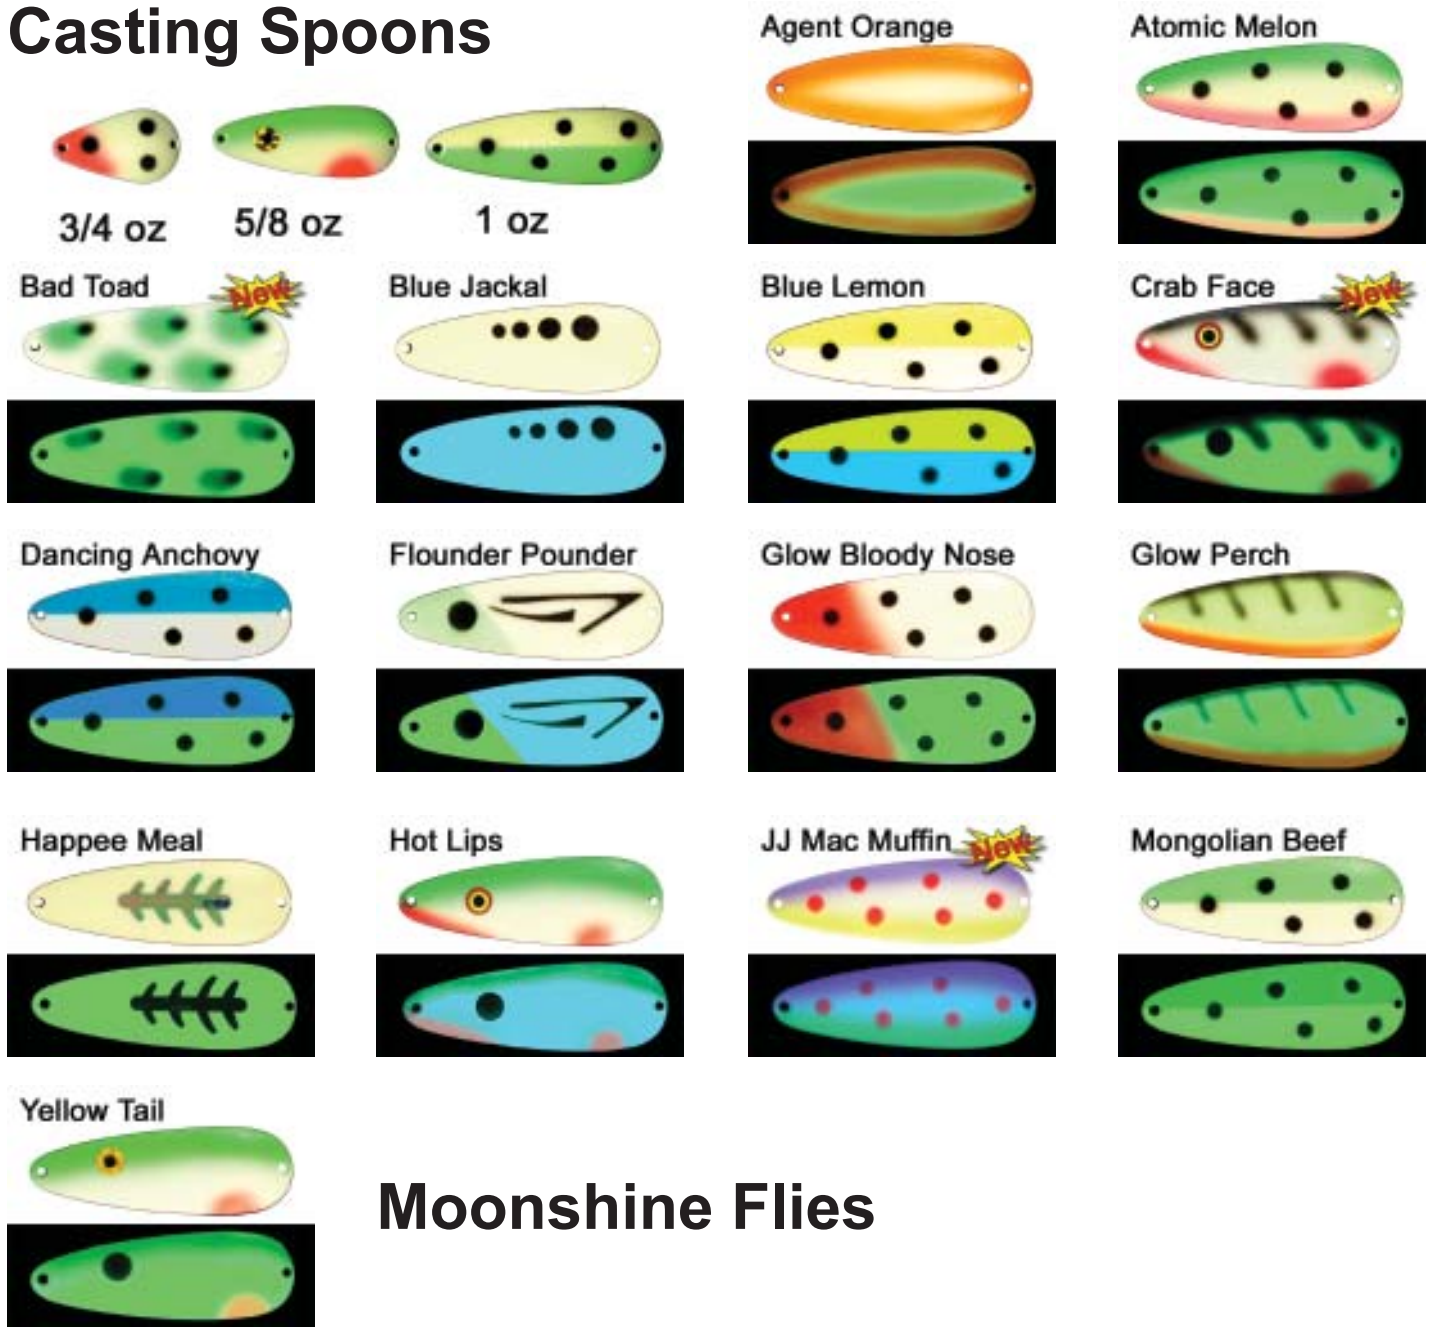 Casting Spoons
Agent Orange
Atomic Melon
3/4 oz
5/8 oz
1 oz
Bad Toad
New
Blue Jackal
Blue Lemon
Crab Face
New
Dancing Anchovy
Flounder Pounder
Glow Bloody Nose
Glow Perch
Happee Meal
Hot Lips
JJ Mac Muffin
New
Mongolian Beef
Yellow Tail
Moonshine Flies